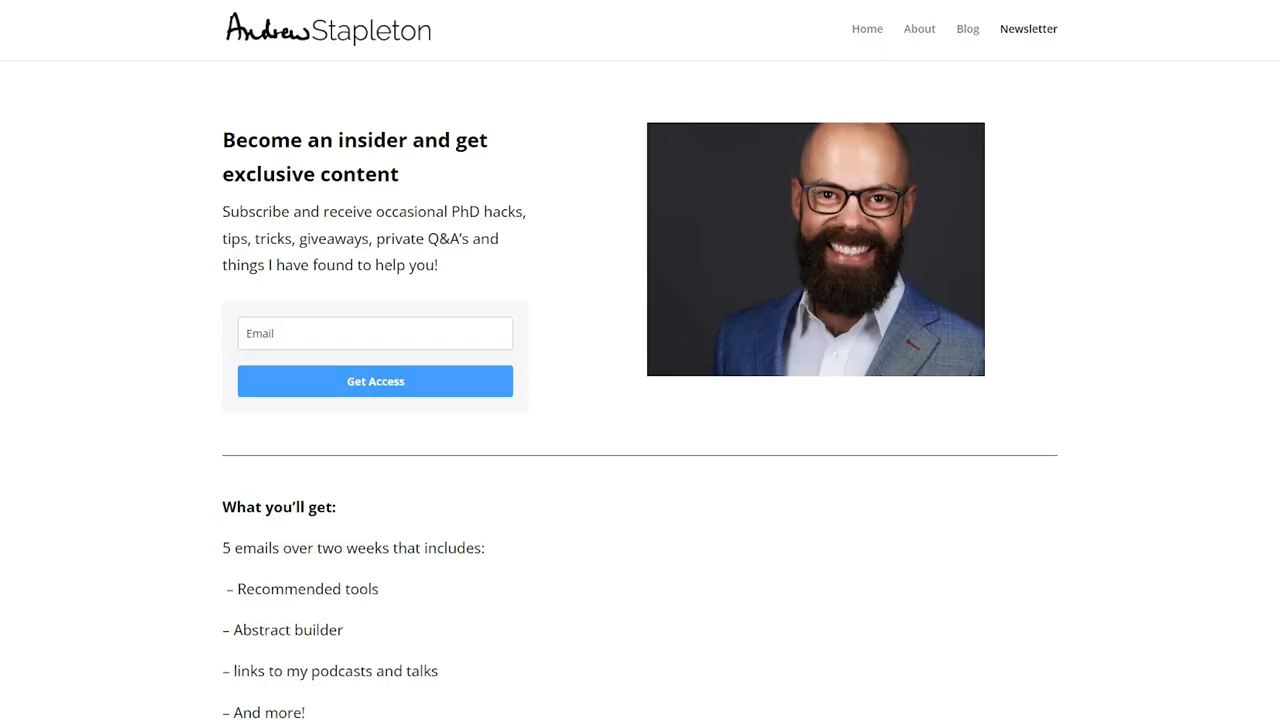 Andrew Stapleton
Home About Blog Newsletter
Become an insider and get
exclusive content
Subscribe and receive occasional PhD hacks,
tips, tricks, giveaways, private Q&A's and
things I have found to help you!
Email
Get Access
What you'll get:
5 emails over two weeks that includes:
– Recommended tools
– Abstract builder
– links to my podcasts and talks
– And more!